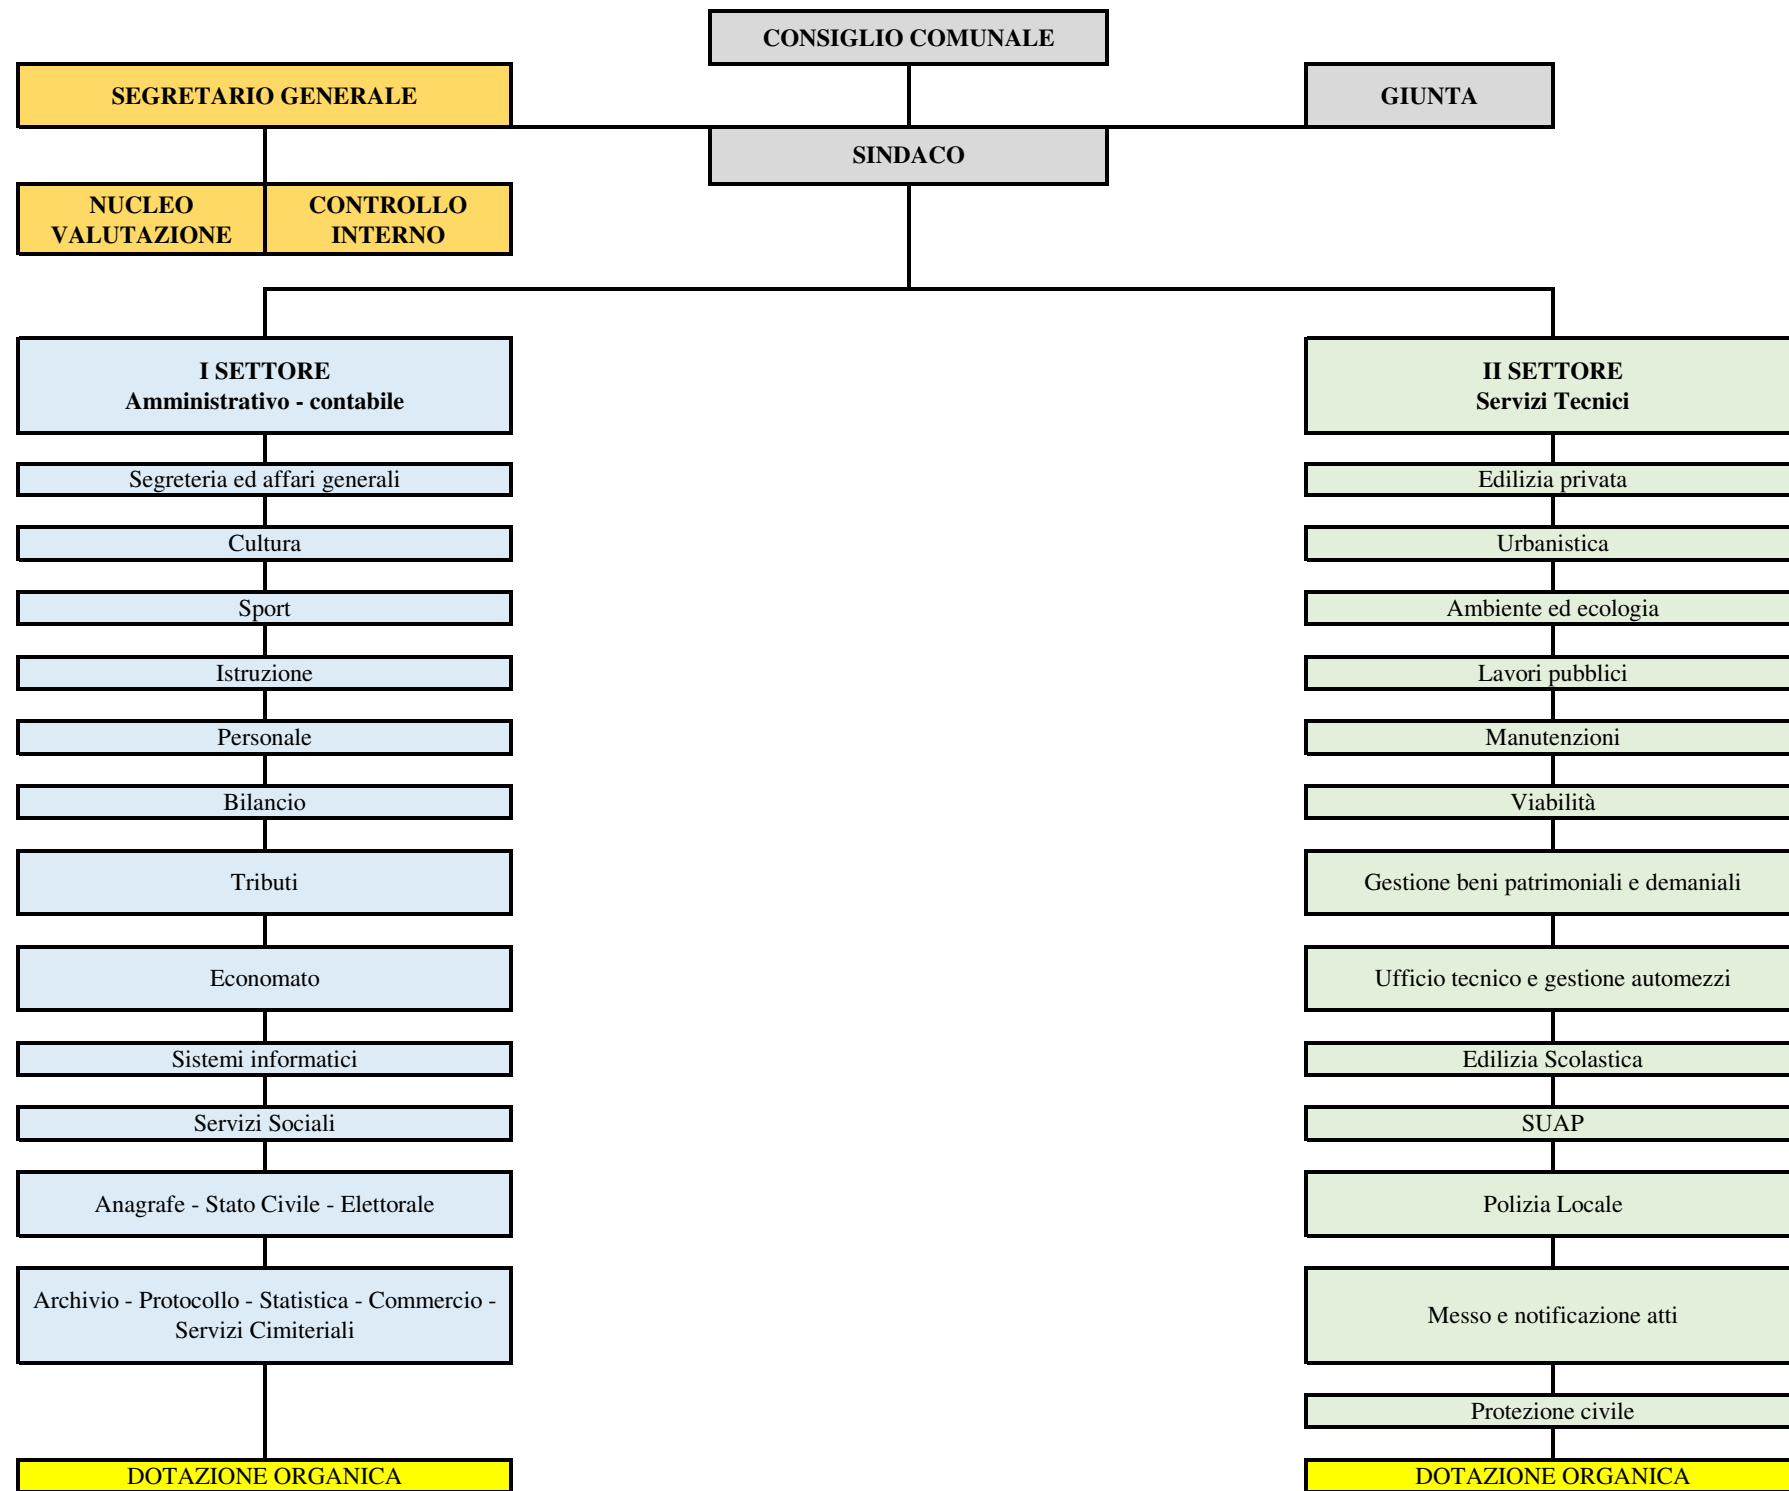 CONSIGLIO COMUNALE
SEGRETARIO GENERALE
GIUNTA
SINDACO
NUCLEO
VALUTAZIONE
CONTROLLO
INTERNO
I SETTORE
Amministrativo - contabile
Segreteria ed affari generali
Cultura
Sport
Istruzione
Personale
Bilancio
Tributi
Economato
Sistemi informatici
Servizi Sociali
Anagrafe - Stato Civile - Elettorale
Archivio - Protocollo - Statistica - Commercio -
Servizi Cimiteriali
DOTAZIONE ORGANICA
II SETTORE
Servizi Tecnici
Edilizia privata
Urbanistica
Ambiente ed ecologia
Lavori pubblici
Manutenzioni
Viabilità
Gestione beni patrimoniali e demaniali
Ufficio tecnico e gestione automezzi
Edilizia Scolastica
SUAP
Polizia Locale
Messo e notificazione atti
Protezione civile
DOTAZIONE ORGANICA